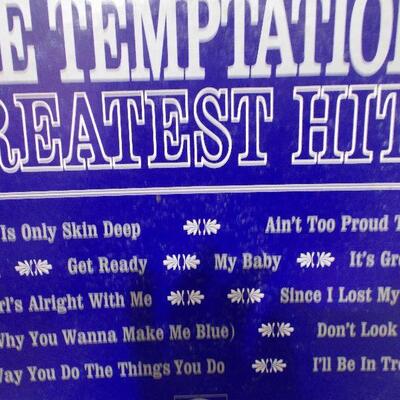 E TEMPTATION
REATEST HIT
Is Only Skin Deep Ain't Too Proud T
Get Ready My Baby It's Gr
rl's Alright With Me Since I Lost My
Why You Wanna Make Me Blue) Don't Look
Way You Do The Things You Do I'll Be In Tro